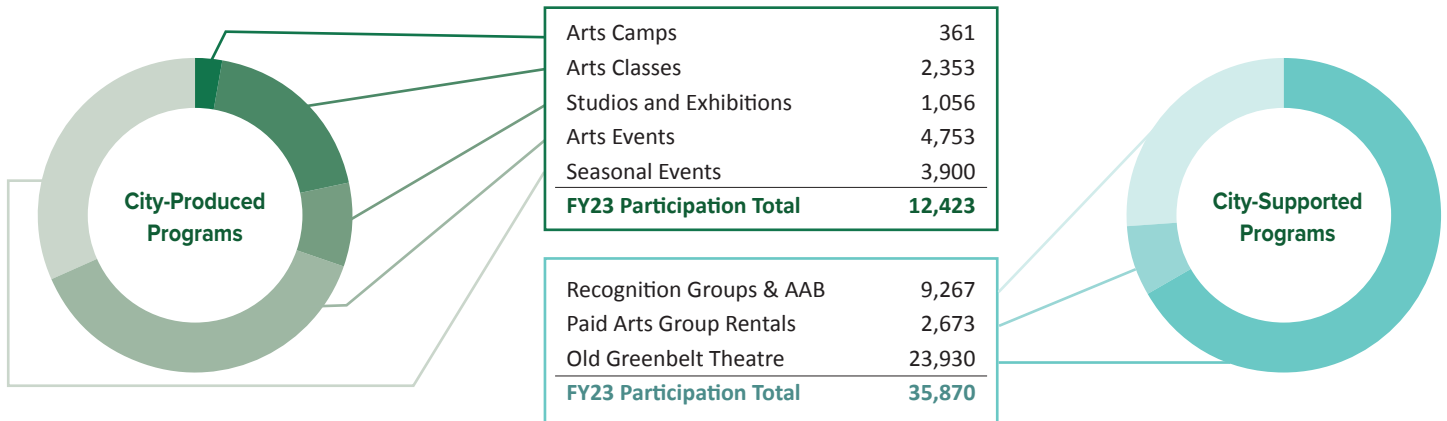 City-Produced
Programs
Arts Camps 361
Arts Classes 2,353
Studios and Exhibitions 1,056
Arts Events 4,753
Seasonal Events 3,900
FY23 Participation Total 12,423
Recognition Groups & AAB 9,267
Paid Arts Group Rentals 2,673
Old Greenbelt Theatre 23,930
FY23 Participation Total 35,870
City-Supported
Programs